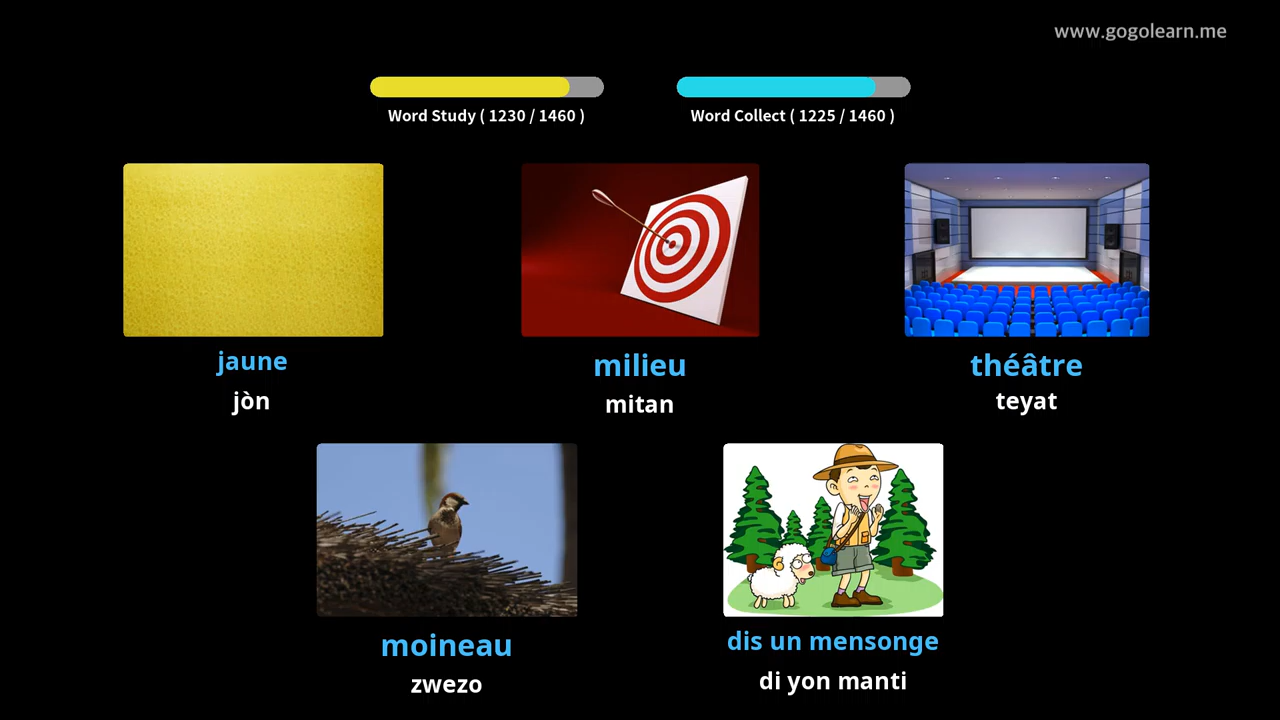 www.gogolearn.me
Word Study ( 1230 / 1460 )
Word Collect ( 1225 / 1460 )
jaune
jòn
milieu
mitan
théâtre
teyat
moineau
zwezo
dis un mensonge
di yon manti